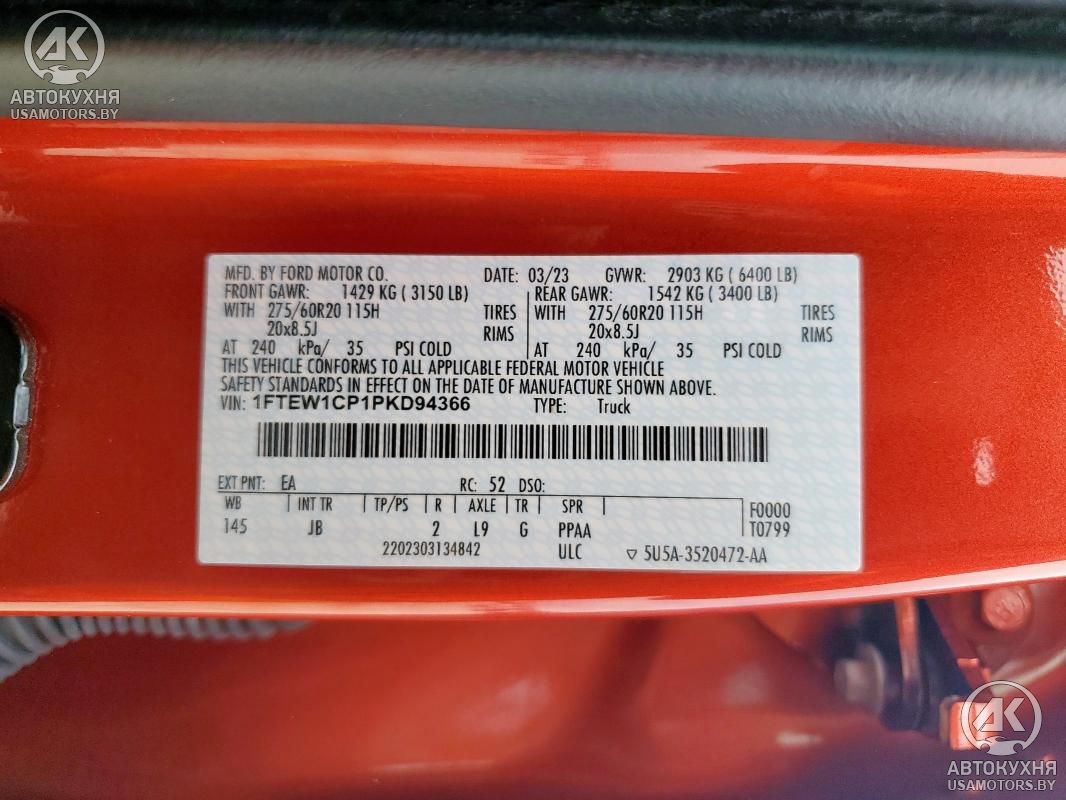 AK
АВТОКУХНЯ
USAMOTORS.BY
MFD. BY FORD MOTOR CO. DATE: 03/23 GVWR: 2903 KG ( 6400 LB)
FRONT GAWR: 1429 KG ( 3150 LB) REAR GAWR: 1542 KG ( 3400 LB)
WITH 275/60R20 115H TIRES WITH 275/60R20 115H TIRES
20x8.5J RIMS 20x8.5J RIMS
AT 240 kPa/ 35 PSI COLD AT 240 kPa/ 35 PSI COLD
THIS VEHICLE CONFORMS TO ALL APPLICABLE FEDERAL MOTOR VEHICLE
SAFETY STANDARDS IN EFFECT ON THE DATE OF MANUFACTURE SHOWN ABOVE.
VIN: 1FTEW1CP1PKD94366 TYPE: Truck
EXT PNT: EA RC: 52 DSO:
WB INT TR TP/PS R AXLE TR SPR F0000
145 JB 2 L9 G PPAA T0799
2202303134842 ULC ▽ 5U5A-3520472-AA
AK
АВТОКУХНЯ
USAMOTORS.BY